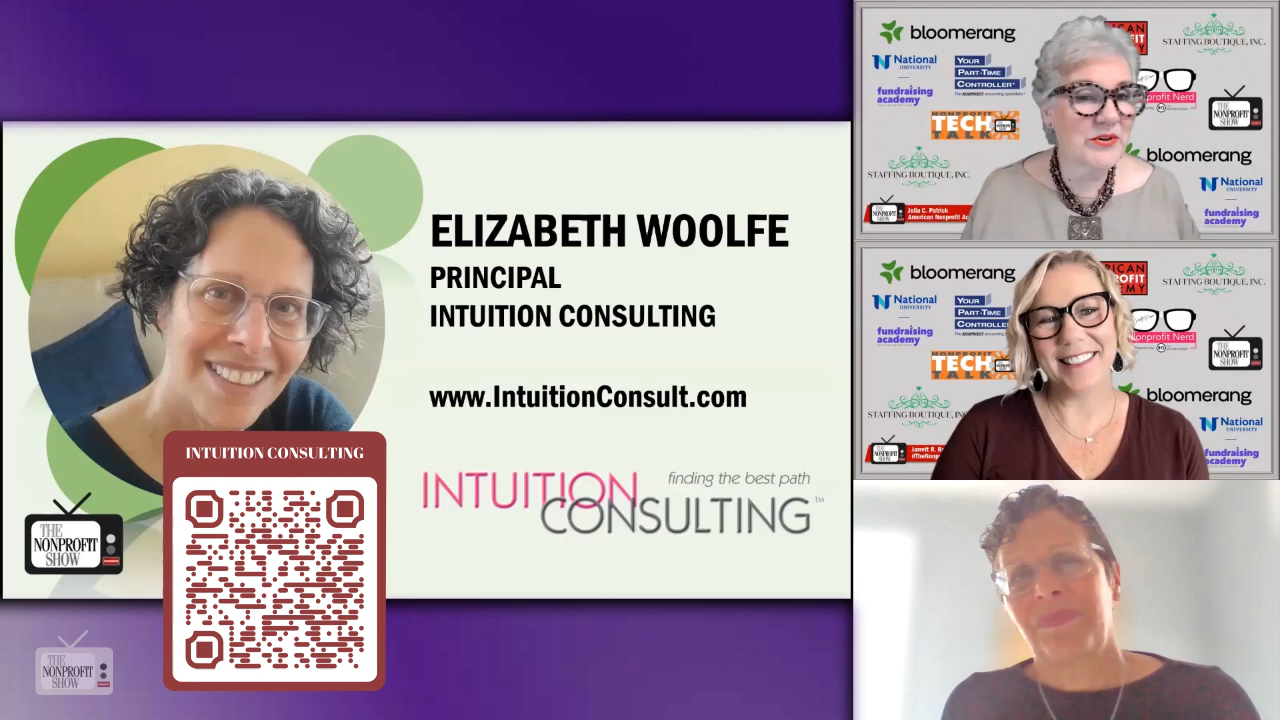 ELIZABETH WOOLFE
PRINCIPAL
INTUITION CONSULTING
www.IntuitionConsult.com
INTUITION
finding the best path
CONSULTING™
INTUITION CONSULTING
THE
NONPROFIT
SHOW
THE
NONPROFIT
SHOW
bloomerang
STAFFING BOUTIQUE, INC.
National
UNIVERSITY
YOUR
PART-TIME
CONTROLLER
fundraising
academy
Nonprofit Nerd
NONPROFIT
TECH
TALK
THE
NONPROFIT
SHOW
bloomerang
STAFFING BOUTIQUE, INC.
National
UNIVERSITY
Julia C. Patrick
American Nonprofit
fundraising
academy
bloomerang
STAFFING BOUTIQUE, INC.
National
UNIVERSITY
YOUR
PART-TIME
fundraising
academy
Nonprofit Nerd
NONPROFIT
TECH
TALK
THE
NONPROFIT
SHOW
bloomerang
STAFFING BOUTIQUE
National
UNIVERSITY
Jarrett R.
fundraising
academy